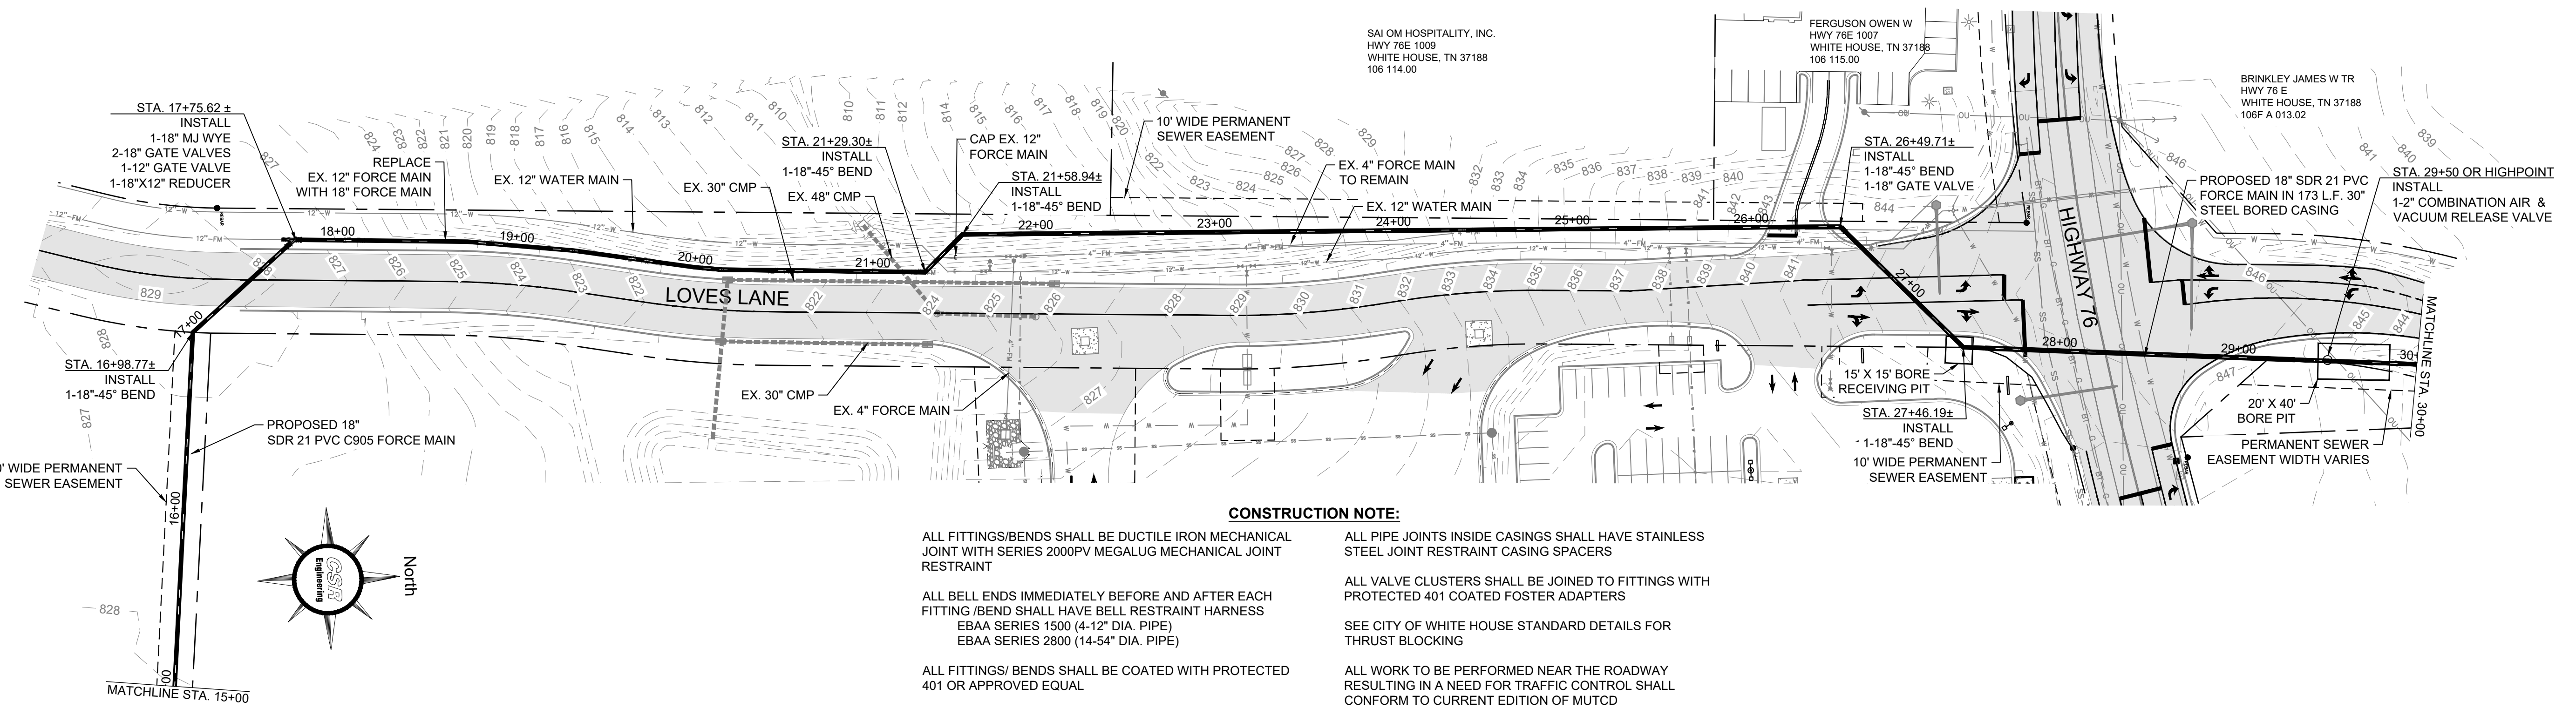 SAI OM HOSPITALITY, INC.
HWY 76E 1009
WHITE HOUSE, TN 37188
106 114.00
FERGUSON OWEN W
HWY 76E 1007
WHITE HOUSE, TN 37188
106 115.00
BRINKLEY JAMES W TR
HWY 76 E
WHITE HOUSE, TN 37188
106F A 013.02
STA. 17+75.62 ±
INSTALL
1-18" MJ WYE
2-18" GATE VALVES
1-12" GATE VALVE
1-18"X12" REDUCER
REPLACE
EX. 12" FORCE MAIN
WITH 18" FORCE MAIN
EX. 12" WATER MAIN
EX. 30" CMP
EX. 48" CMP
STA. 21+29.30±
INSTALL
1-18"-45° BEND
CAP EX. 12"
FORCE MAIN
STA. 21+58.94±
INSTALL
1-18"-45° BEND
10' WIDE PERMANENT
SEWER EASEMENT
EX. 4" FORCE MAIN
TO REMAIN
EX. 12" WATER MAIN
STA. 26+49.71±
INSTALL
1-18"-45° BEND
1-18" GATE VALVE
PROPOSED 18" SDR 21 PVC
FORCE MAIN IN 173 L.F. 30"
STEEL BORED CASING
STA. 29+50 OR HIGHPOINT
INSTALL
1-2" COMBINATION AIR &
VACUUM RELEASE VALVE
16+00
17+00
18+00
19+00
20+00
21+00
22+00
23+00
24+00
25+00
26+00
27+00
28+00
29+00
LOVES LANE
HIGHWAY 76
MATCHLINE STA. 30+00
STA. 16+98.77±
INSTALL
1-18"-45° BEND
PROPOSED 18"
SDR 21 PVC C905 FORCE MAIN
' WIDE PERMANENT
SEWER EASEMENT
EX. 30" CMP
EX. 4" FORCE MAIN
15' X 15' BORE
RECEIVING PIT
STA. 27+46.19±
INSTALL
1-18"-45° BEND
10' WIDE PERMANENT
SEWER EASEMENT
20' X 40'
BORE PIT
PERMANENT SEWER
EASEMENT WIDTH VARIES
MATCHLINE STA. 15+00
CSR
Engineering
North
CONSTRUCTION NOTE:
ALL FITTINGS/BENDS SHALL BE DUCTILE IRON MECHANICAL
JOINT WITH SERIES 2000PV MEGALUG MECHANICAL JOINT
RESTRAINT
ALL BELL ENDS IMMEDIATELY BEFORE AND AFTER EACH
FITTING /BEND SHALL HAVE BELL RESTRAINT HARNESS
EBAA SERIES 1500 (4-12" DIA. PIPE)
EBAA SERIES 2800 (14-54" DIA. PIPE)
ALL FITTINGS/ BENDS SHALL BE COATED WITH PROTECTED
401 OR APPROVED EQUAL
ALL PIPE JOINTS INSIDE CASINGS SHALL HAVE STAINLESS
STEEL JOINT RESTRAINT CASING SPACERS
ALL VALVE CLUSTERS SHALL BE JOINED TO FITTINGS WITH
PROTECTED 401 COATED FOSTER ADAPTERS
SEE CITY OF WHITE HOUSE STANDARD DETAILS FOR
THRUST BLOCKING
ALL WORK TO BE PERFORMED NEAR THE ROADWAY
RESULTING IN A NEED FOR TRAFFIC CONTROL SHALL
CONFORM TO CURRENT EDITION OF MUTCD